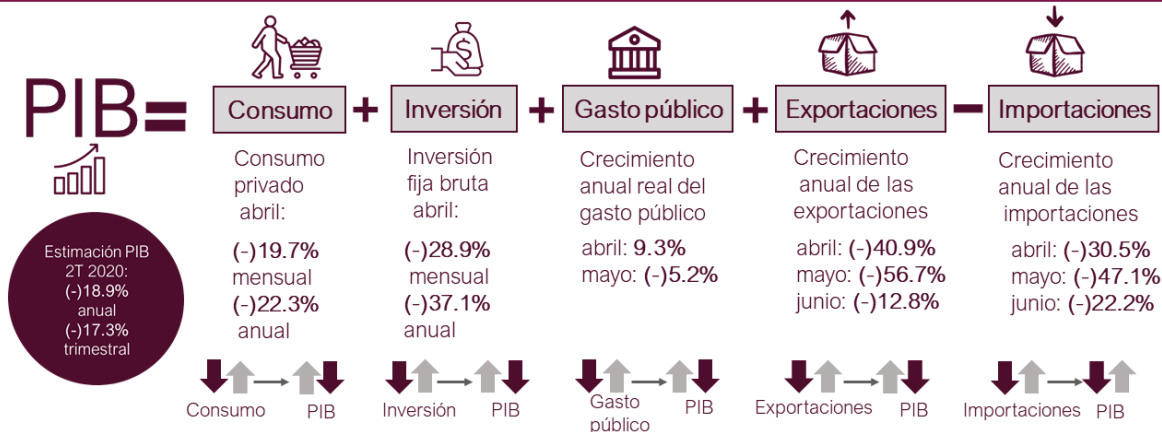 PIB=
Consumo + Inversión + Gasto público + Exportaciones - Importaciones
Estimación PIB
2T 2020:
(-)18.9%
anual
(-)17.3%
trimestral
Consumo
privado
abril:
(-)19.7%
mensual
(-)22.3%
anual
Inversión
fija bruta
abril:
(-)28.9%
mensual
(-)37.1%
anual
Crecimiento
anual real del
gasto público
abril: 9.3%
mayo: (-)5.2%
Crecimiento
anual de las
exportaciones
abril: (-)40.9%
mayo: (-)56.7%
junio: (-)12.8%
Crecimiento
anual de las
importaciones
abril: (-)30.5%
mayo: (-)47.1%
junio: (-)22.2%
Consumo PIB
Inversión PIB
Gasto
público PIB
Exportaciones PIB
Importaciones PIB